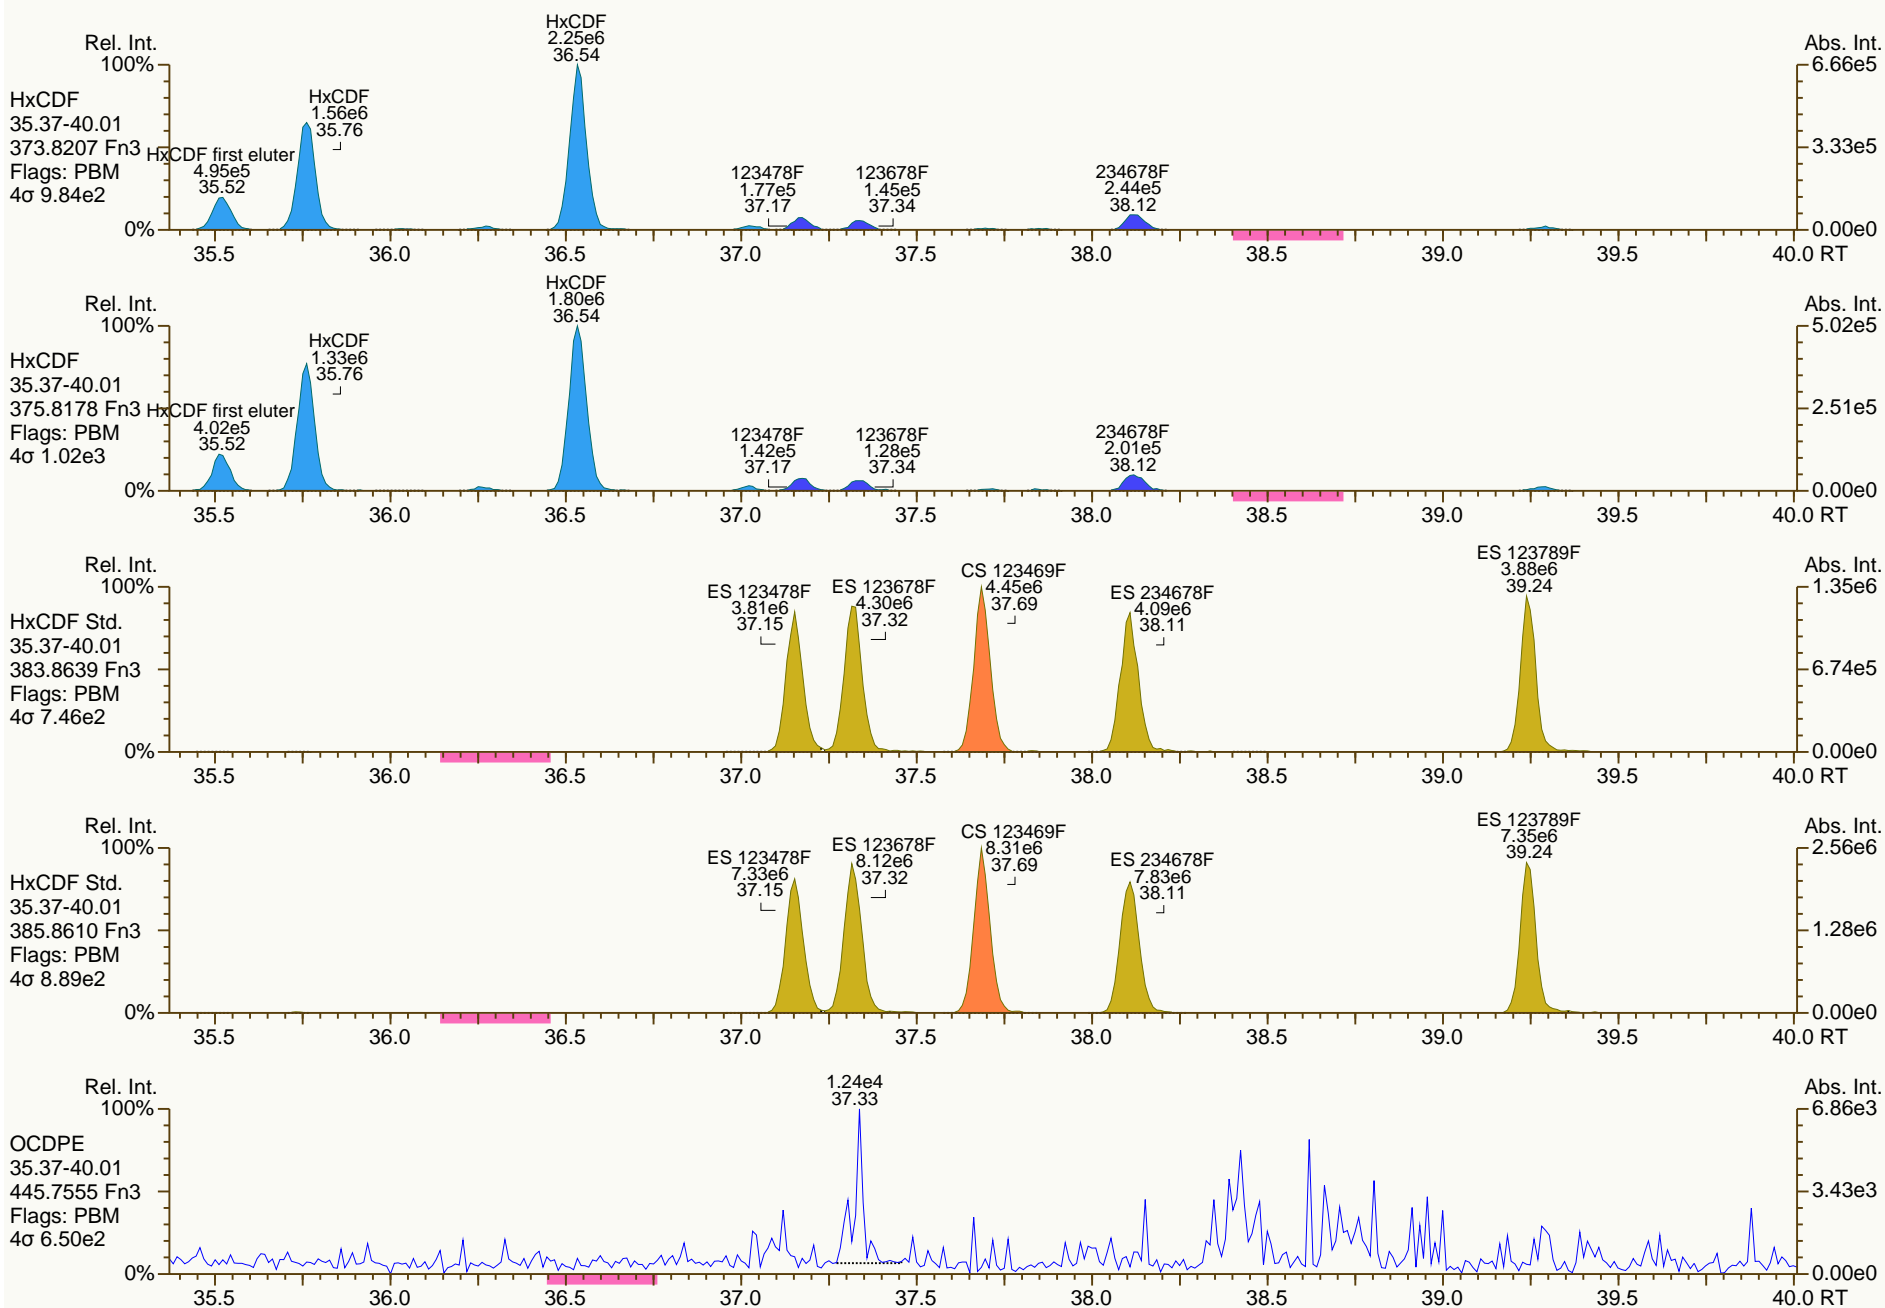 Rel. Int.
100%
0%
HxCDF
35.37-40.01
373.8207 Fn3
Flags: PBM
4σ 9.84e2
HxCDF first eluter
4.95e5
35.52
HxCDF
1.56e6
35.76
HxCDF
2.25e6
36.54
123478F
1.77e5
37.17
123678F
1.45e5
37.34
234678F
2.44e5
38.12
Abs. Int.
6.66e5
3.33e5
0.00e0
35.5 36.0 36.5 37.0 37.5 38.0 38.5 39.0 39.5 40.0 RT
Rel. Int.
100%
0%
HxCDF
35.37-40.01
375.8178 Fn3
Flags: PBM
4σ 1.02e3
HxCDF first eluter
4.02e5
35.52
HxCDF
1.33e6
35.76
HxCDF
1.80e6
36.54
123478F
1.42e5
37.17
123678F
1.28e5
37.34
234678F
2.01e5
38.12
Abs. Int.
5.02e5
2.51e5
0.00e0
35.5 36.0 36.5 37.0 37.5 38.0 38.5 39.0 39.5 40.0 RT
Rel. Int.
100%
0%
HxCDF Std.
35.37-40.01
383.8639 Fn3
Flags: PBM
4σ 7.46e2
ES 123478F
3.81e6
37.15
ES 123678F
4.30e6
37.32
CS 123469F
4.45e6
37.69
ES 234678F
4.09e6
38.11
ES 123789F
3.88e6
39.24
Abs. Int.
1.35e6
6.74e5
0.00e0
35.5 36.0 36.5 37.0 37.5 38.0 38.5 39.0 39.5 40.0 RT
Rel. Int.
100%
0%
HxCDF Std.
35.37-40.01
385.8610 Fn3
Flags: PBM
4σ 8.89e2
ES 123478F
7.33e6
37.15
ES 123678F
8.12e6
37.32
CS 123469F
8.31e6
37.69
ES 234678F
7.83e6
38.11
ES 123789F
7.35e6
39.24
Abs. Int.
2.56e6
1.28e6
0.00e0
35.5 36.0 36.5 37.0 37.5 38.0 38.5 39.0 39.5 40.0 RT
Rel. Int.
100%
0%
OCDPE
35.37-40.01
445.7555 Fn3
Flags: PBM
4σ 6.50e2
1.24e4
37.33
Abs. Int.
6.86e3
3.43e3
0.00e0
35.5 36.0 36.5 37.0 37.5 38.0 38.5 39.0 39.5 40.0 RT